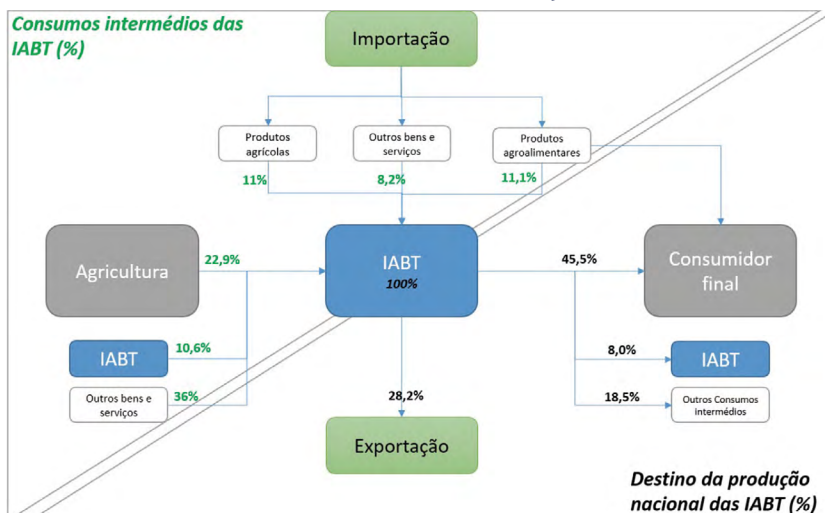 Consumos intermédios das
IABT (%)
Importação
Produtos
agrícolas
Outros bens e
serviços
Produtos
agroalimentares
11%
8,2%
11,1%
Agricultura
22,9%
IABT
100%
45,5%
Consumidor
final
IABT
10,6%
8,0%
IABT
Outros bens e
serviços
36%
28,2%
18,5%
Outros Consumos
intermédios
Exportação
Destino da produção
nacional das IABT (%)